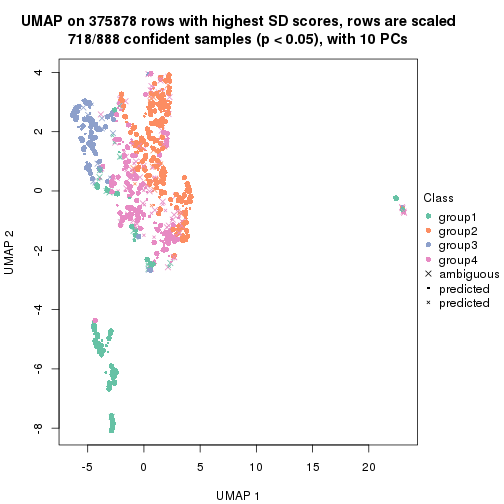 UMAP on 375878 rows with highest SD scores, rows are scaled
718/888 confident samples (p < 0.05), with 10 PCs
4
2
0
-2
-4
-6
-8
UMAP 2
-5
0
5
10
15
20
UMAP 1
Class
group1
group2
group3
group4
ambiguous
predicted
predicted